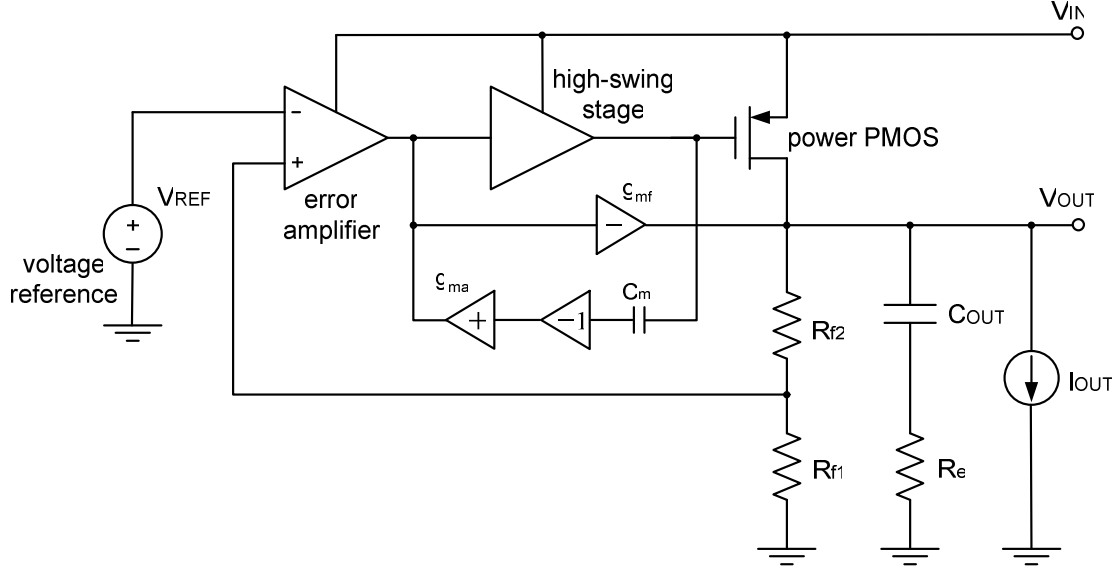 VIN
high-swing
stage
power PMOS
−
+
error
amplifier
VREF
+
−
voltage
reference
gmf
−
VOUT
gma
+
−1
Cm
Rf2
COUT
IOUT
Rf1
Re